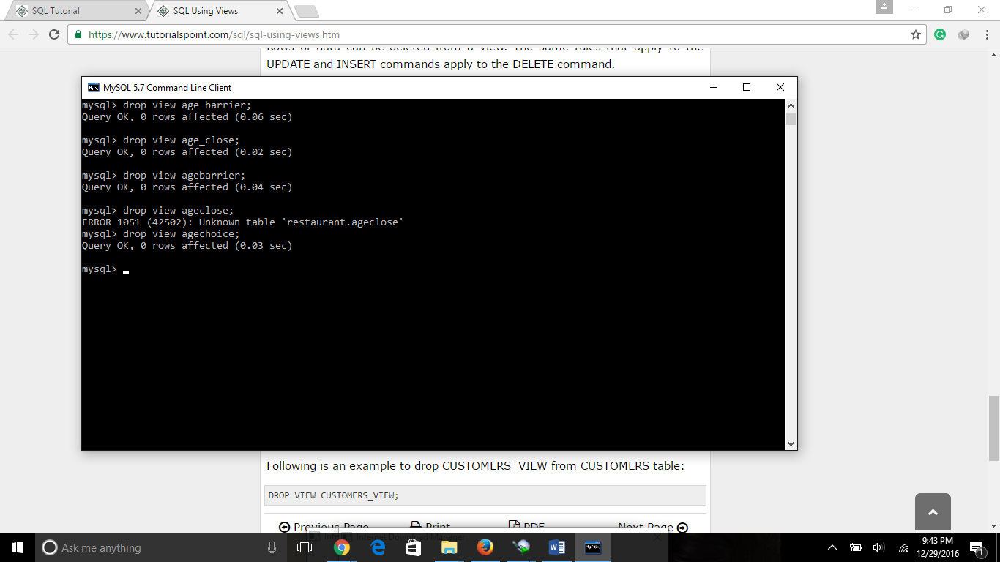 SQL Tutorial
SQL Using Views
https://www.tutorialspoint.com/sql/sql-using-views.htm
Rows of data can be deleted from a view. The same rules that apply to the
UPDATE and INSERT commands apply to the DELETE command.
MySQL 5.7 Command Line Client
mysql> drop view age_barrier;
Query OK, 0 rows affected (0.06 sec)
mysql> drop view age_close;
Query OK, 0 rows affected (0.02 sec)
mysql> drop view agebarrier;
Query OK, 0 rows affected (0.04 sec)
mysql> drop view ageclose;
ERROR 1051 (42S02): Unknown table 'restaurant.ageclose'
mysql> drop view agechoice;
Query OK, 0 rows affected (0.03 sec)
mysql>
Following is an example to drop CUSTOMERS_VIEW from CUSTOMERS table:
DROP VIEW CUSTOMERS_VIEW;
Previous Page Print PDF Next Page
Internet Download Manager
Ask me anything
9:43 PM
12/29/2016
1